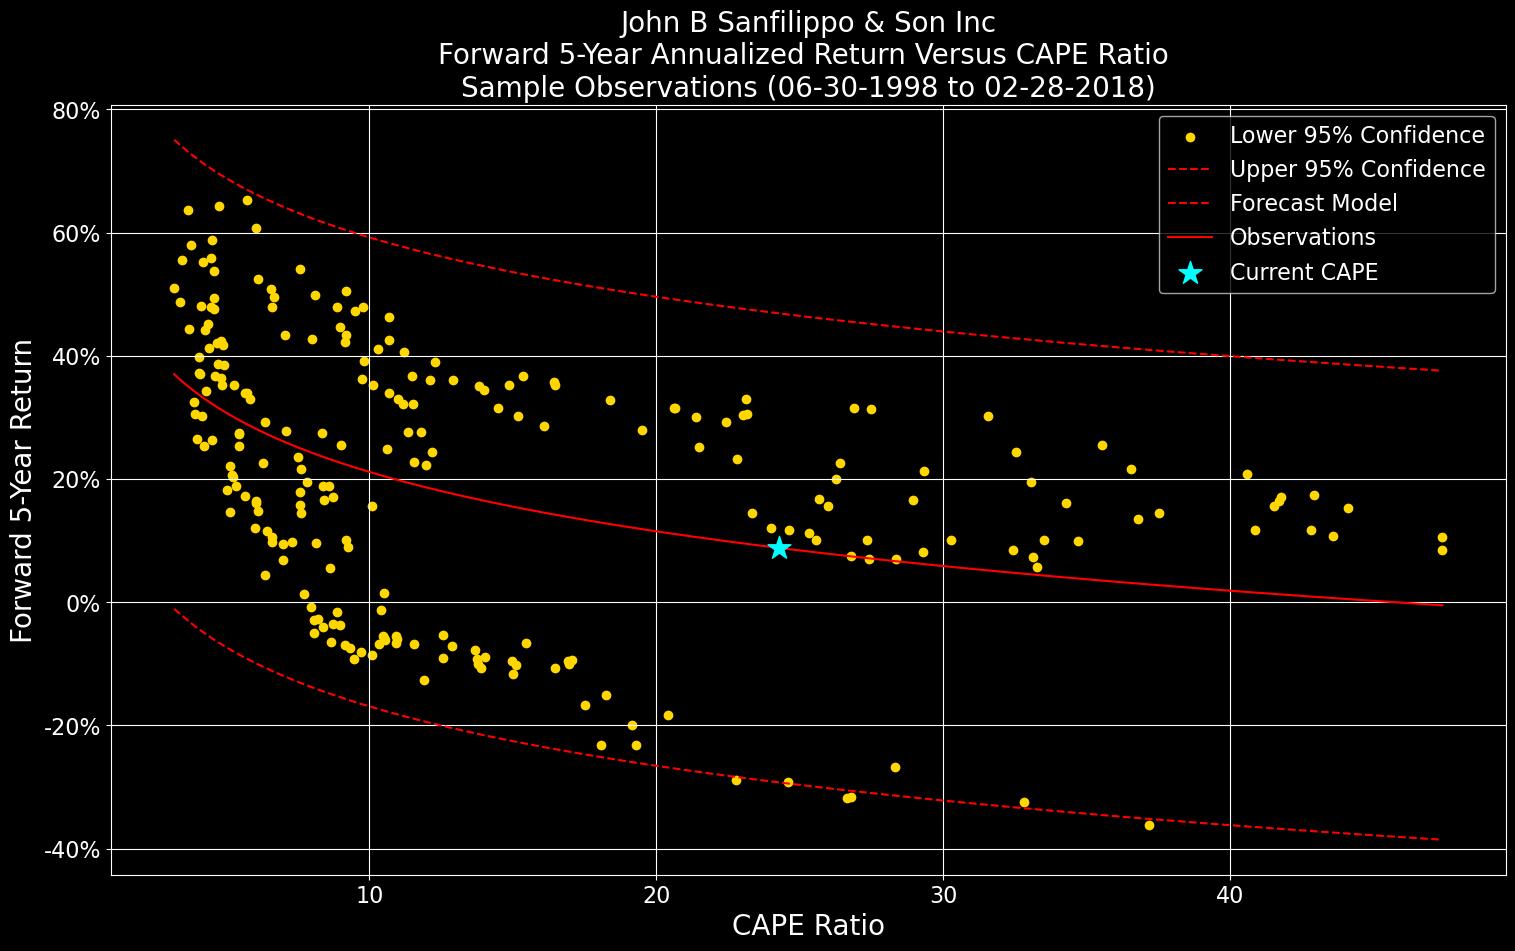 John B Sanfilippo & Son Inc
Forward 5-Year Annualized Return Versus CAPE Ratio
Sample Observations (06-30-1998 to 02-28-2018)
Lower 95% Confidence
Upper 95% Confidence
Forecast Model
Observations
Current CAPE
Forward 5-Year Return
80%
60%
40%
20%
0%
-20%
-40%
10 20 30 40
CAPE Ratio